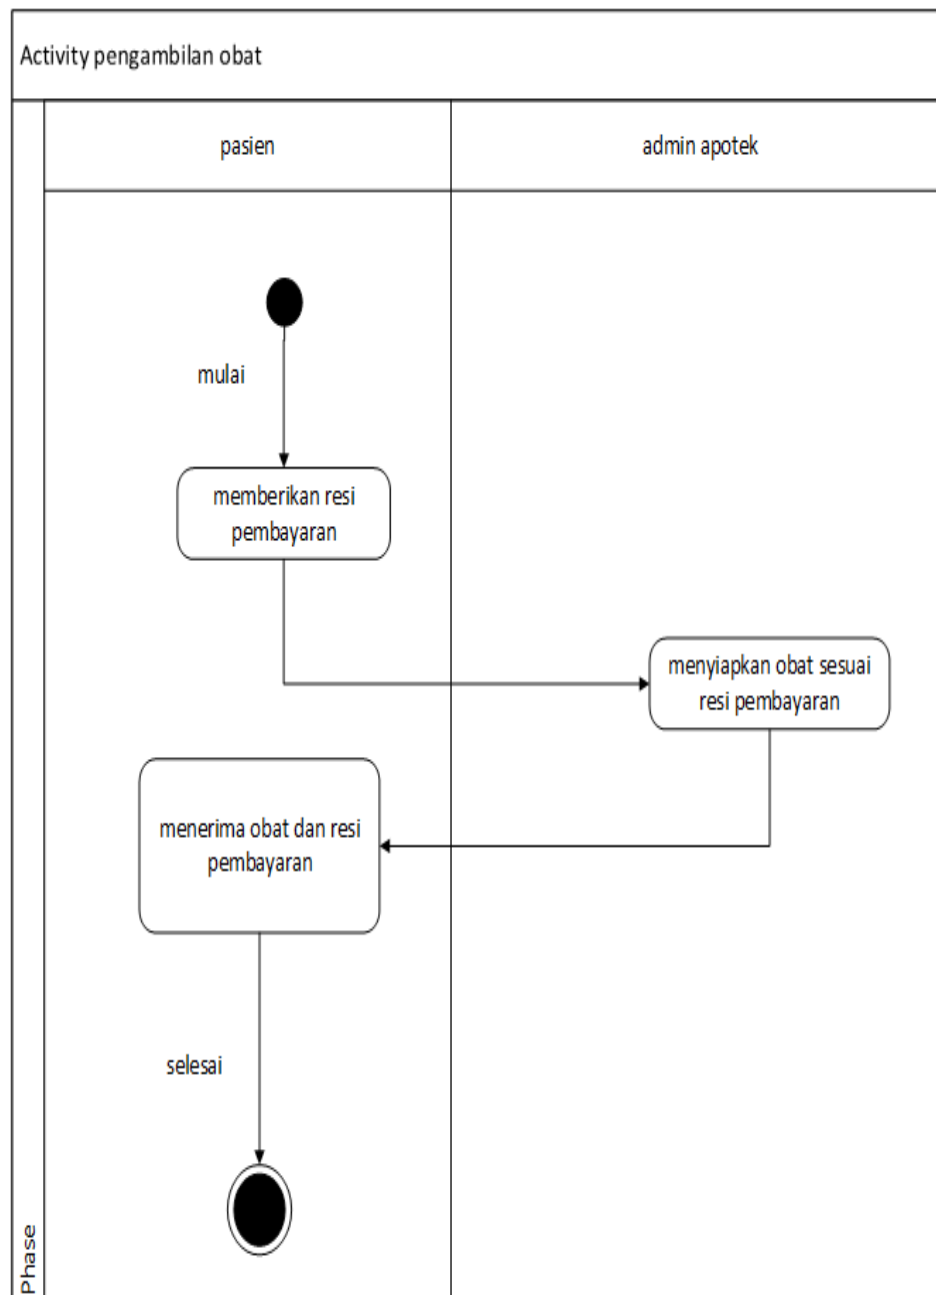 Activity pengambilan obat
pasien
admin apotek
mulai
memberikan resi
pembayaran
menyiapkan obat sesuai
resi pembayaran
menerima obat dan resi
pembayaran
selesai
Phase